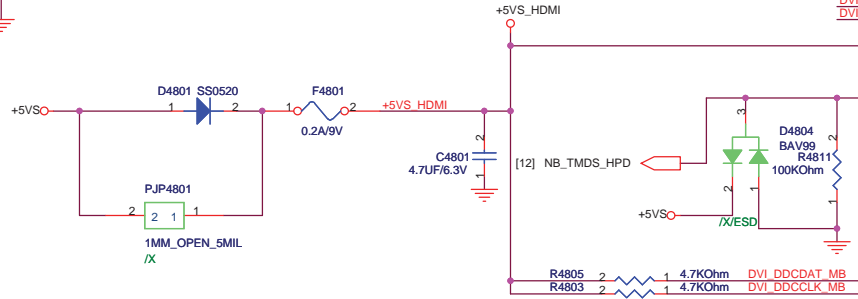 DVI
DVI
+5VS_HDMI
D4801 SS0520
F4801
+5VS
1
2
1
2
+5VS_HDMI
0.2A/9V
3
D4804
BAV99
2
R4811
100KOhm
1
2
C4801
4.7UF/6.3V
1
[12] NB_TMDS_HPD
2
1
+5VS
/X/ESD
PJP4801
2
2 1
1
1MM_OPEN_5MIL
/X
R4805 2 1 4.7KOhm DVI_DDCDAT_MB
R4803 2 1 4.7KOhm DVI_DDCCLK_MB